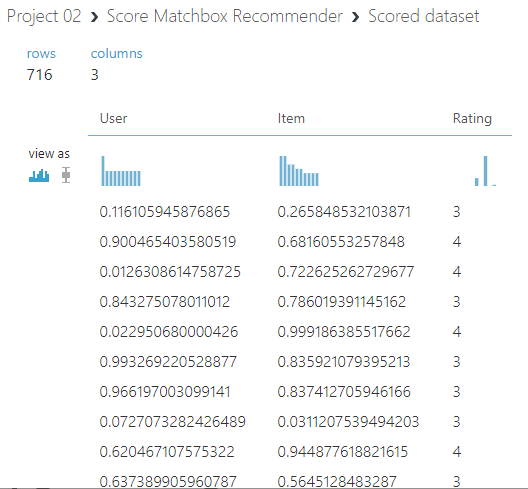 Project 02 › Score Matchbox Recommender › Scored dataset
rows columns
716 3
User Item Rating
view as
0.116105945876865 0.265848532103871 3
0.900465403580519 0.68160553257848 4
0.0126308614758725 0.722625262729677 4
0.843275078011012 0.786019391145162 3
0.022950680000426 0.999186385517662 4
0.993269220528877 0.835921079395213 3
0.966197003099141 0.837412705946166 3
0.0727073282426489 0.0311207539494203 3
0.620467107575322 0.944877618821615 4
0.637389905960787 0.5645128483287 3